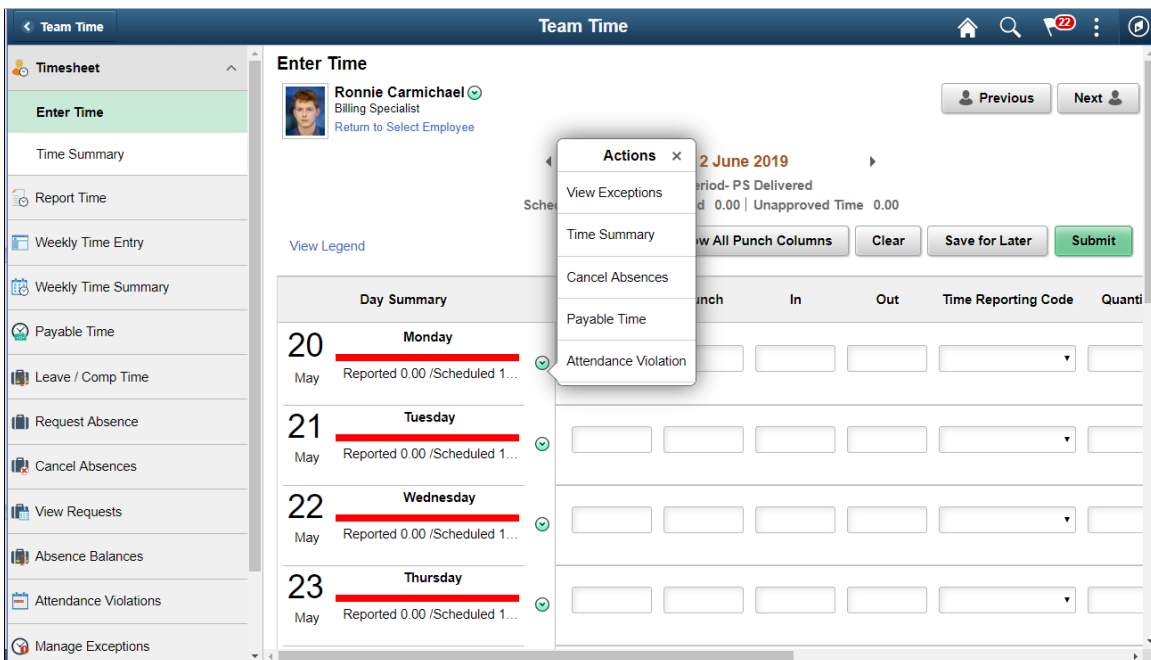 Team Time
Team Time
22
Timesheet
Enter Time
Time Summary
Report Time
Weekly Time Entry
Weekly Time Summary
Payable Time
Leave / Comp Time
Request Absence
Cancel Absences
View Requests
Absence Balances
Attendance Violations
Manage Exceptions
Enter Time
Ronnie Carmichael
Billing Specialist
Return to Select Employee
Previous
Next
2 June 2019
PS Delivered
0.00 | Unapproved Time 0.00
View Legend
All Punch Columns
Clear
Save for Later
Submit
Actions ×
View Exceptions
Time Summary
Cancel Absences
Payable Time
Attendance Violation
Day Summary
In
Out
Time Reporting Code
20
May
Monday
Reported 0.00 /Scheduled 1...
21
May
Tuesday
Reported 0.00 /Scheduled 1...
22
May
Wednesday
Reported 0.00 /Scheduled 1...
23
May
Thursday
Reported 0.00 /Scheduled 1...